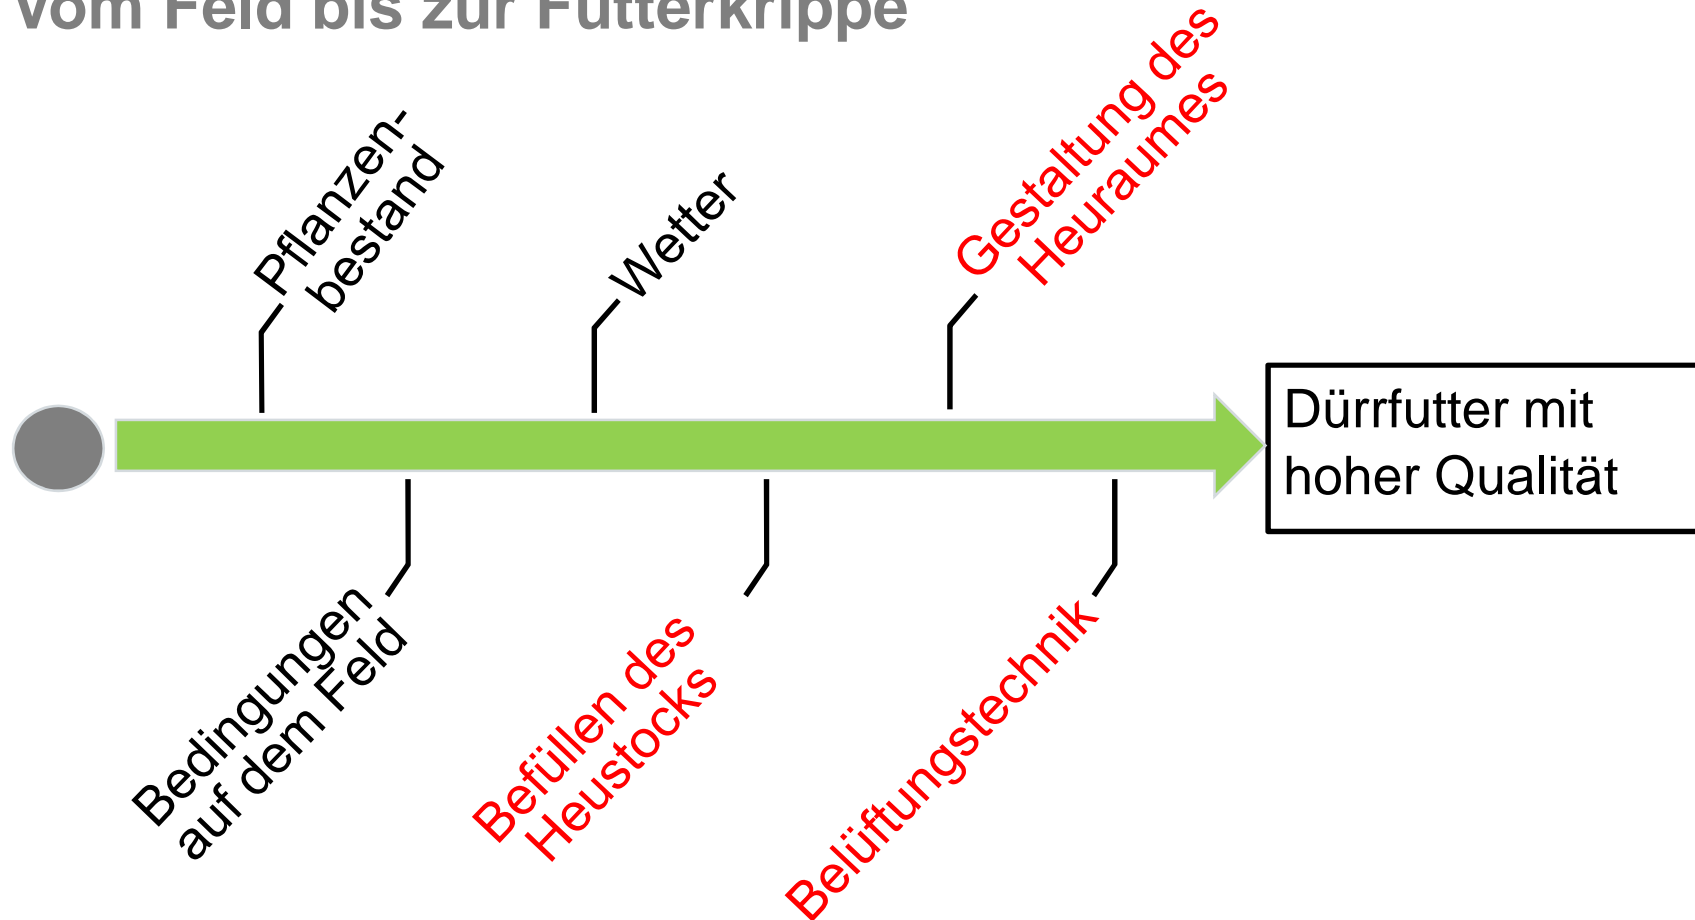 Vom Feld bis zur Futterkrippe
Pflanzen-
bestand
Wetter
Gestaltung des
Heuraumes
Dürrfutter mit
hoher Qualität
Bedingungen
auf dem Feld
Befüllen des
Heustocks
Belüftungstechnik